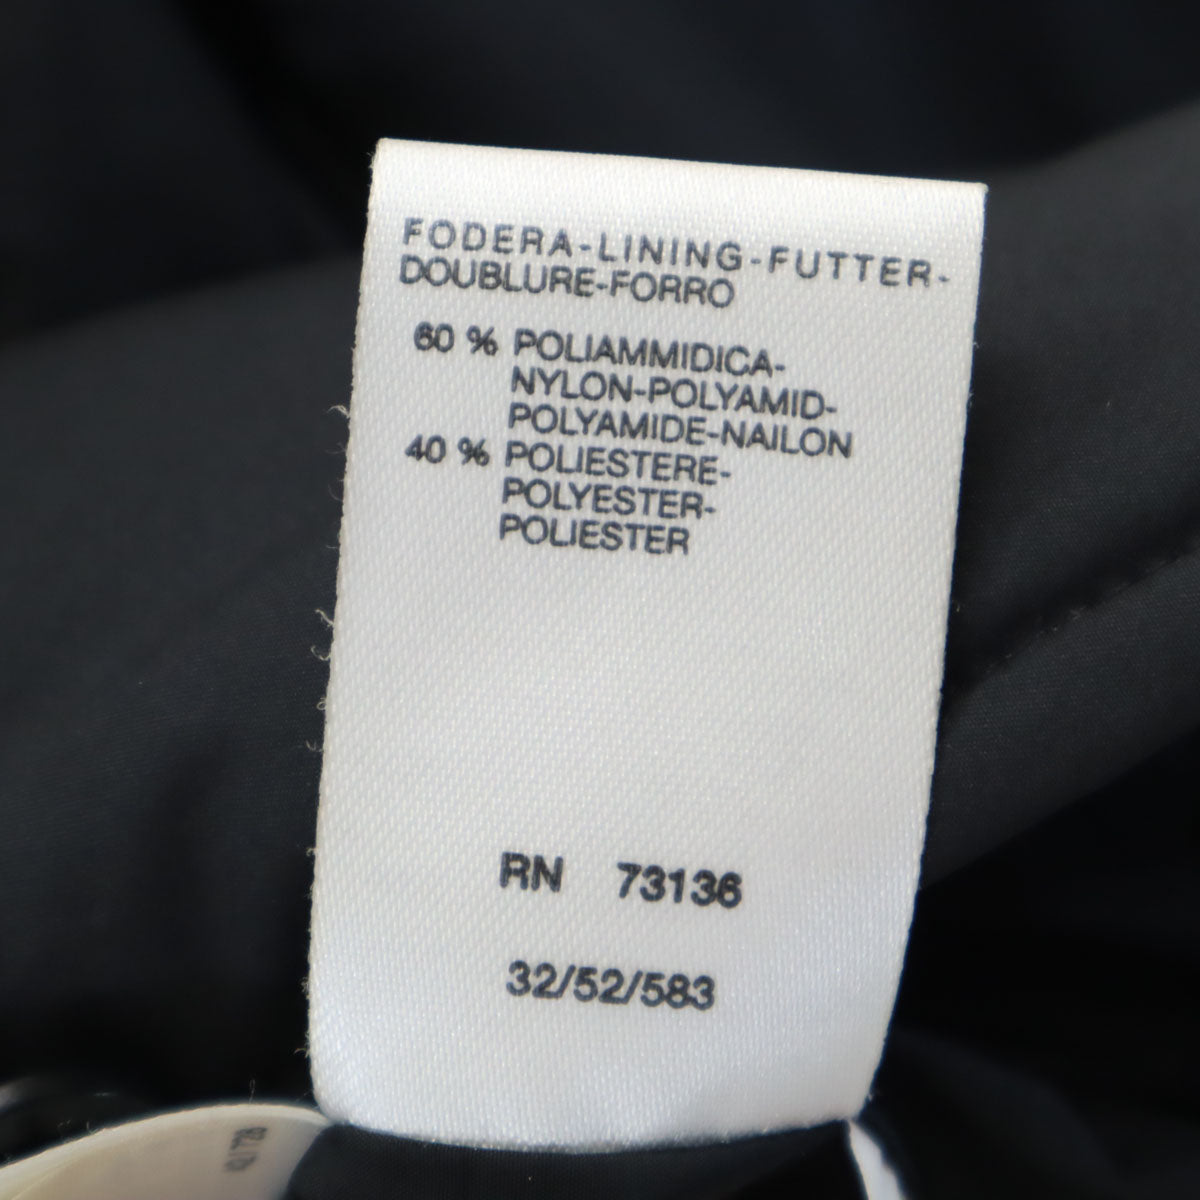 FODERA-LINING-FUTTER-
DOUBLURE-FORRO
60 % POLIAMMIDICA-
NYLON-POLYAMID-
POLYAMIDE-NAILON
40 % POLIESTERE-
POLYESTER-
POLIESTER
RN 73136
32/52/583